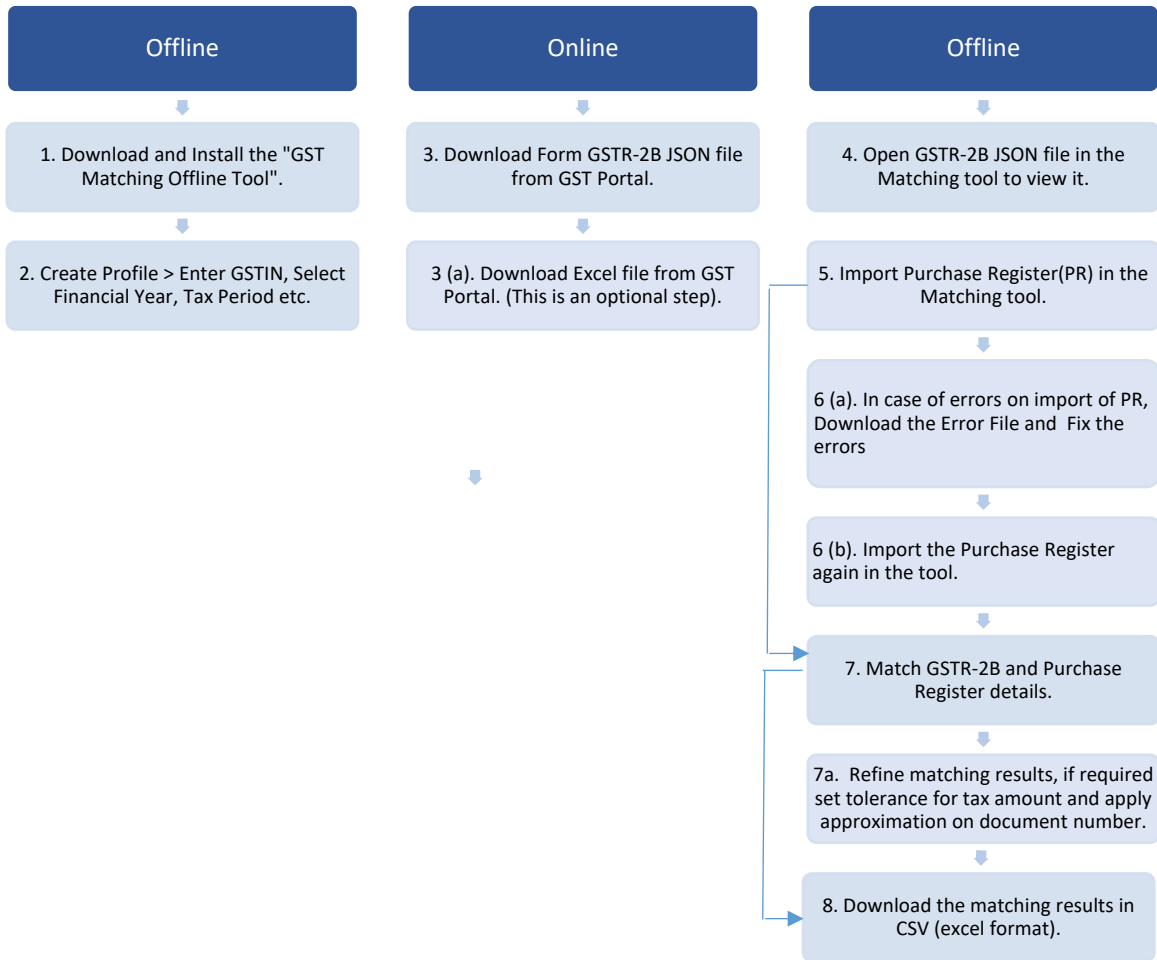 Offline
1. Download and Install the "GST
Matching Offline Tool".
2. Create Profile > Enter GSTIN, Select
Financial Year, Tax Period etc.
Online
3. Download Form GSTR-2B JSON file
from GST Portal.
3 (a). Download Excel file from GST
Portal. (This is an optional step).
Offline
4. Open GSTR-2B JSON file in the
Matching tool to view it.
5. Import Purchase Register(PR) in the
Matching tool.
6 (a). In case of errors on import of PR,
Download the Error File and  Fix the
errors
6 (b). Import the Purchase Register
again in the tool.
7. Match GSTR-2B and Purchase
Register details.
7a.  Refine matching results, if required
set tolerance for tax amount and apply
approximation on document number.
8. Download the matching results in
CSV (excel format).